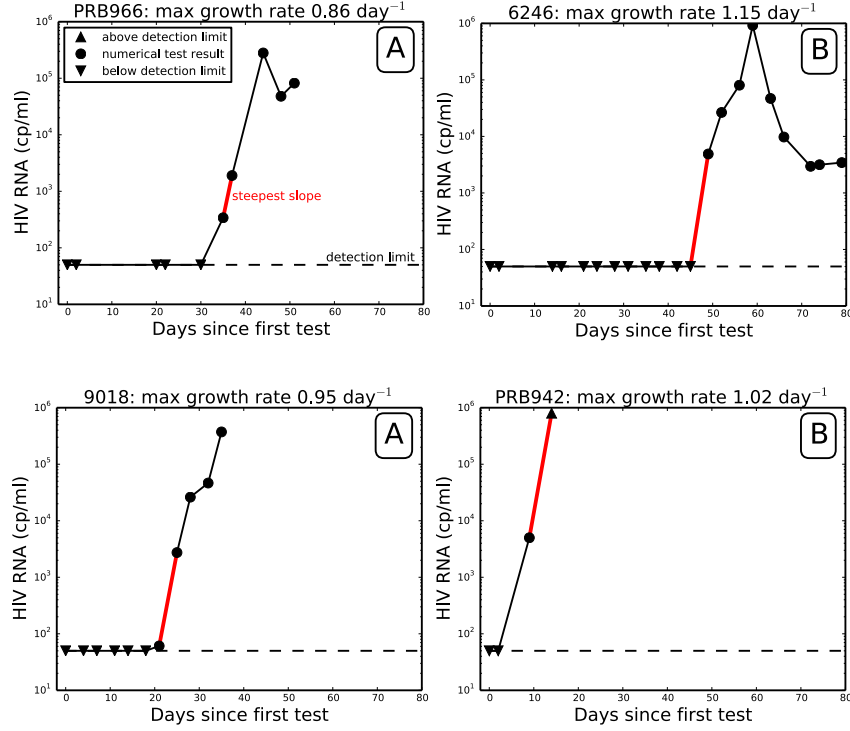 PRB966: max growth rate 0.86 day⁻¹
above detection limit
numerical test result
below detection limit
A
steepest slope
detection limit
HIV RNA (cp/ml)
10⁶
10⁵
10⁴
10³
10²
10¹
0 10 20 30 40 50 60 70 80
Days since first test
6246: max growth rate 1.15 day⁻¹
B
HIV RNA (cp/ml)
10⁶
10⁵
10⁴
10³
10²
10¹
0 10 20 30 40 50 60 70 80
Days since first test
9018: max growth rate 0.95 day⁻¹
A
HIV RNA (cp/ml)
10⁶
10⁵
10⁴
10³
10²
10¹
0 10 20 30 40 50 60 70 80
Days since first test
PRB942: max growth rate 1.02 day⁻¹
B
HIV RNA (cp/ml)
10⁶
10⁵
10⁴
10³
10²
10¹
0 10 20 30 40 50 60 70 80
Days since first test